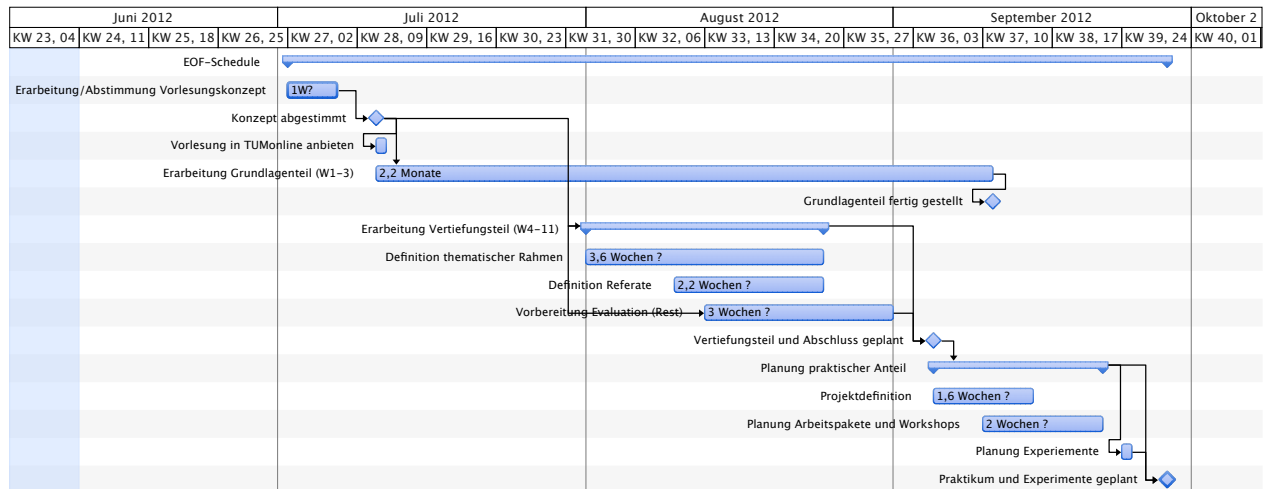 Juni 2012 Juli 2012 August 2012 September 2012 Oktober 2
KW 23, 04 KW 24, 11 KW 25, 18 KW 26, 25 KW 27, 02 KW 28, 09 KW 29, 16 KW 30, 23 KW 31, 30 KW 32, 06 KW 33, 13 KW 34, 20 KW 35, 27 KW 36, 03 KW 37, 10 KW 38, 17 KW 39, 24 KW 40, 01
EOF-Schedule
Erarbeitung/Abstimmung Vorlesungskonzept 1W?
Konzept abgestimmt
Vorlesung in TUMonline anbieten
Erarbeitung Grundlagenteil (W1-3) 2,2 Monate
Grundlagenteil fertig gestellt
Erarbeitung Vertiefungsteil (W4-11)
Definition thematischer Rahmen 3,6 Wochen ?
Definition Referate 2,2 Wochen ?
Vorbereitung Evaluation (Rest) 3 Wochen ?
Vertiefungsteil und Abschluss geplant
Planung praktischer Anteil
Projektdefinition 1,6 Wochen ?
Planung Arbeitspakete und Workshops 2 Wochen ?
Planung Experiemente
Praktikum und Experimente geplant